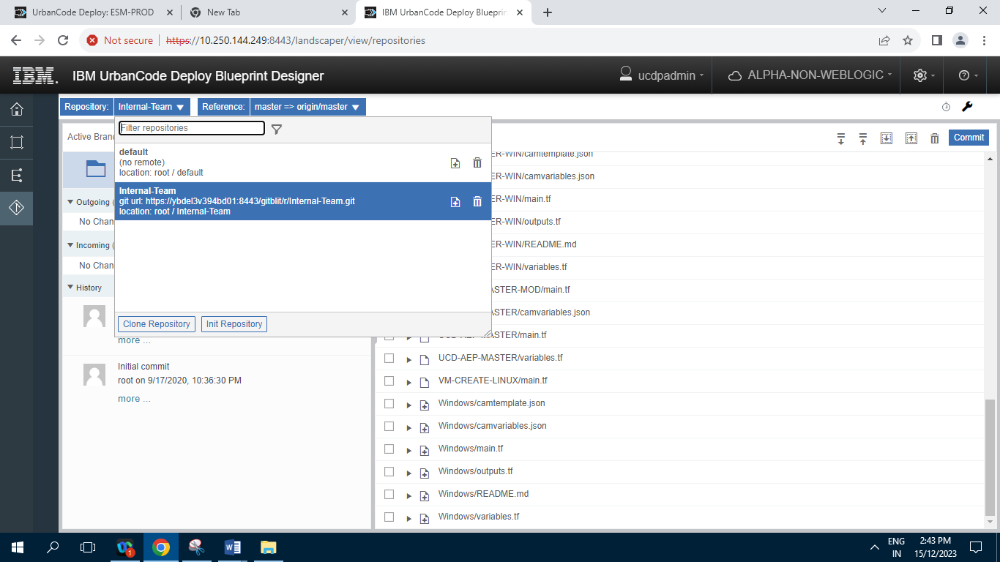 UrbanCode Deploy: ESM-PROD
New Tab
IBM UrbanCode Deploy Blueprin
Not secure
https://10.250.144.249:8443/landscaper/view/repositories
IBM
IBM UrbanCode Deploy Blueprint Designer
ucdpadmin
ALPHA-NON-WEBLOGIC
Repository: Internal-Team
Reference: master => origin/master
Active Bran
Filter repositories
default
(no remote)
location: root / default
Internal-Team
git url: https://ybdel3v394bd01:8443/gitblit/r/Internal-Team.git
location: root / Internal-Team
Clone Repository
Init Repository
Outgoing (
No Chan
Incoming (
No Chan
History
more ...
Initial commit
root on 9/17/2020, 10:36:30 PM
more ...
Commit
ER-WIN/camtemplate.json
ER-WIN/camvariables.json
ER-WIN/main.tf
ER-WIN/outputs.tf
ER-WIN/README.md
ER-WIN/variables.tf
ASTER-MOD/main.tf
ASTER/camvariables.json
UCD-AEP-MASTER/main.tf
UCD-AEP-MASTER/variables.tf
VM-CREATE-LINUX/main.tf
Windows/camtemplate.json
Windows/camvariables.json
Windows/main.tf
Windows/outputs.tf
Windows/README.md
Windows/variables.tf
1
ENG
IN
2:43 PM
15/12/2023